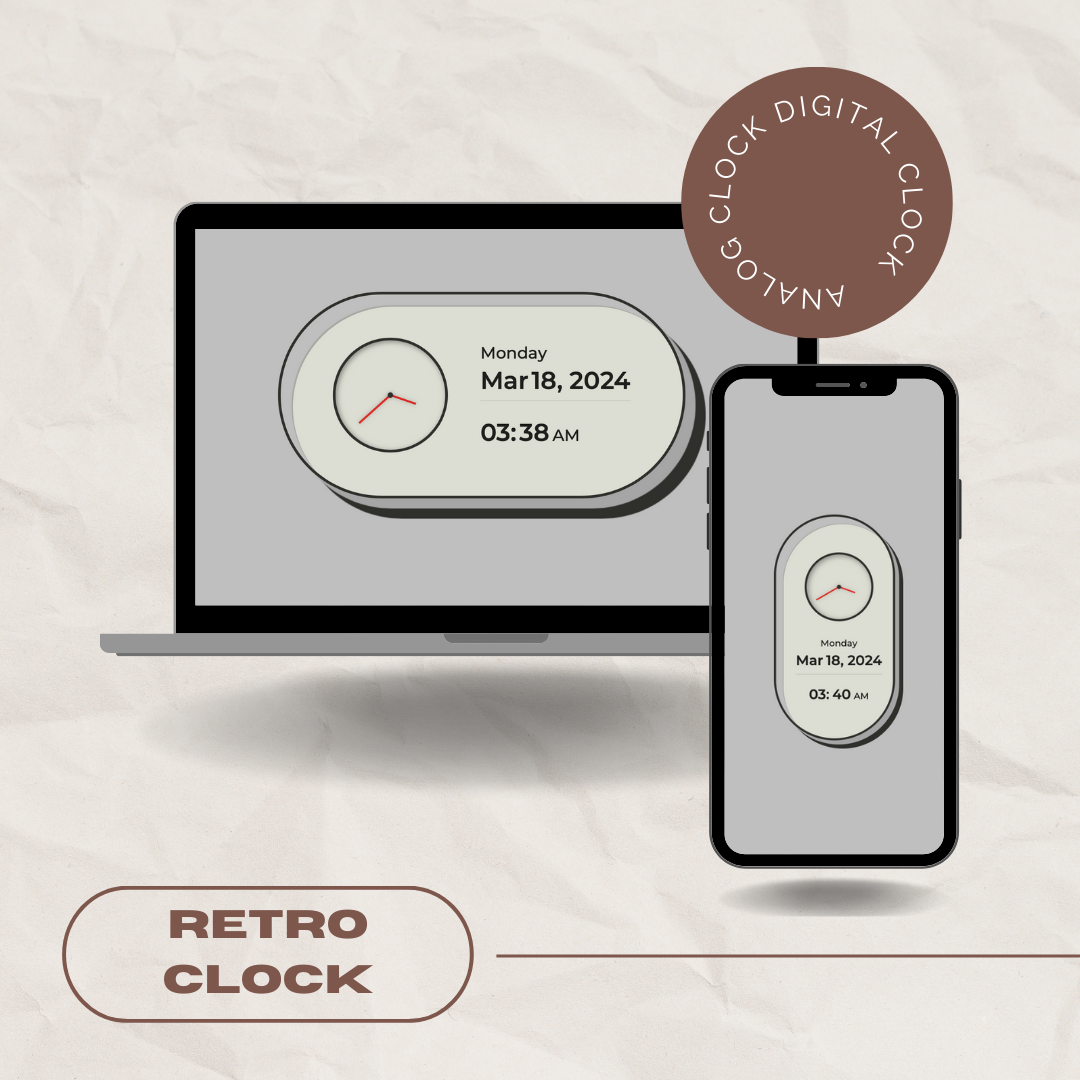 ANALOG CLOCK DIGITAL CLOCK
Monday
Mar 18, 2024
03:38 AM
Monday
Mar 18, 2024
03: 40 AM
RETRO
CLOCK